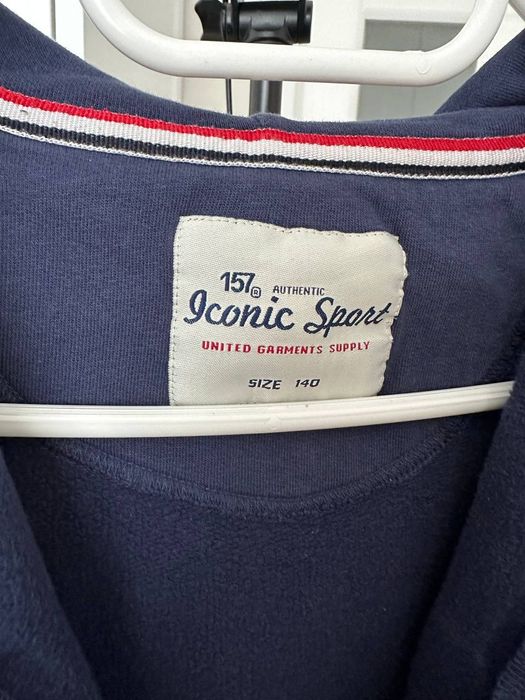 157® AUTHENTIC
Iconic Sport
UNITED GARMENTS SUPPLY
SIZE 140